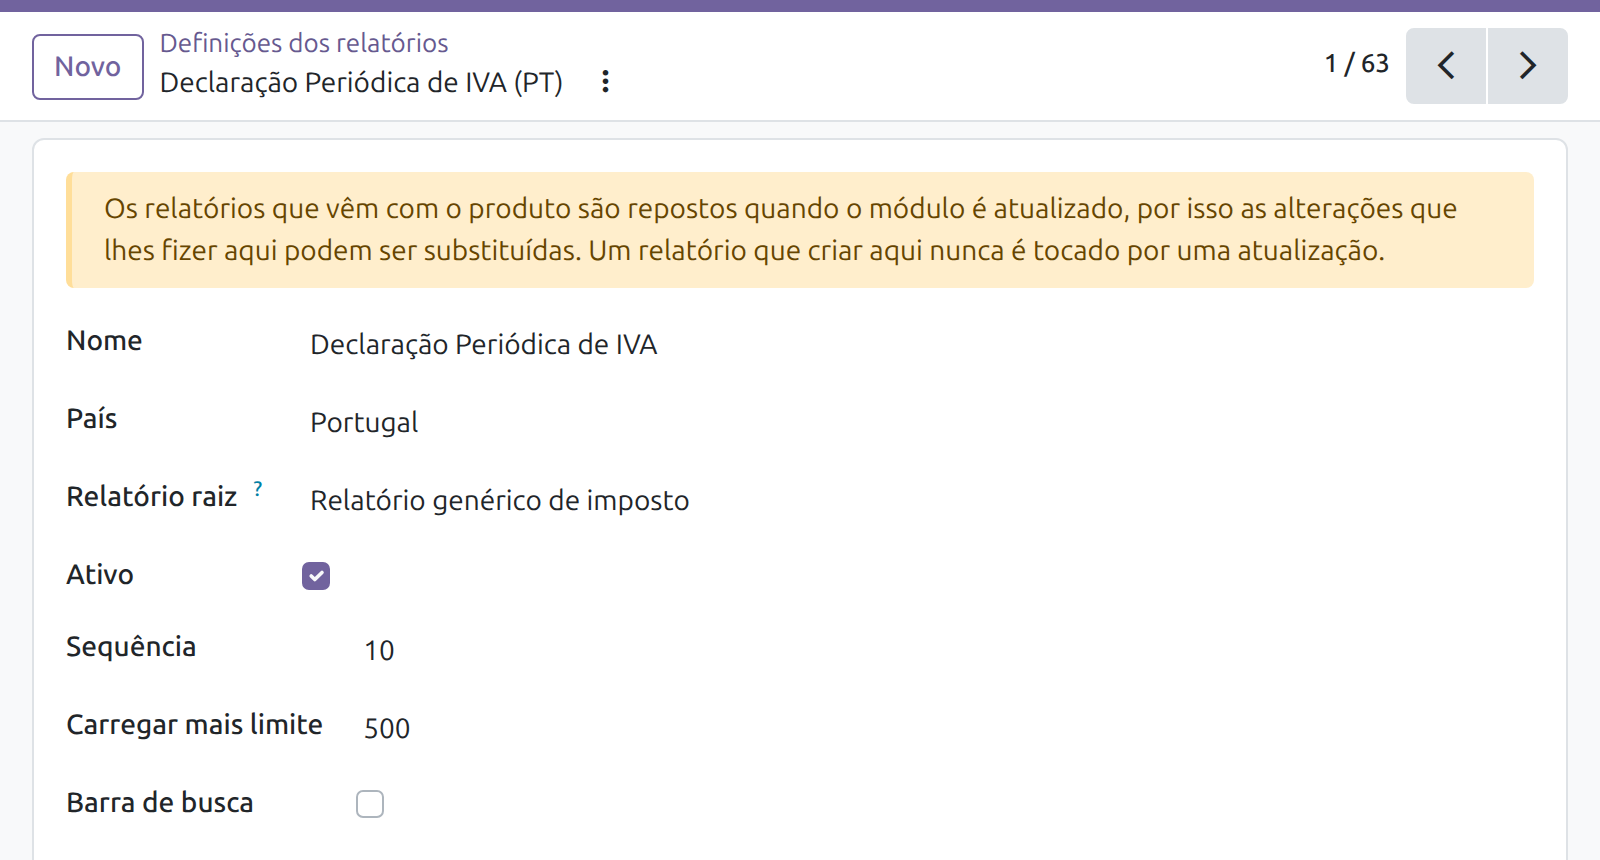 Novo
Definições dos relatórios
Declaração Periódica de IVA (PT)
1 / 63
Os relatórios que vêm com o produto são repostos quando o módulo é atualizado, por isso as alterações que
lhes fizer aqui podem ser substituídas. Um relatório que criar aqui nunca é tocado por uma atualização.
Nome
Declaração Periódica de IVA
País
Portugal
Relatório raiz ?
Relatório genérico de imposto
Ativo
Sequência
10
Carregar mais limite
500
Barra de busca